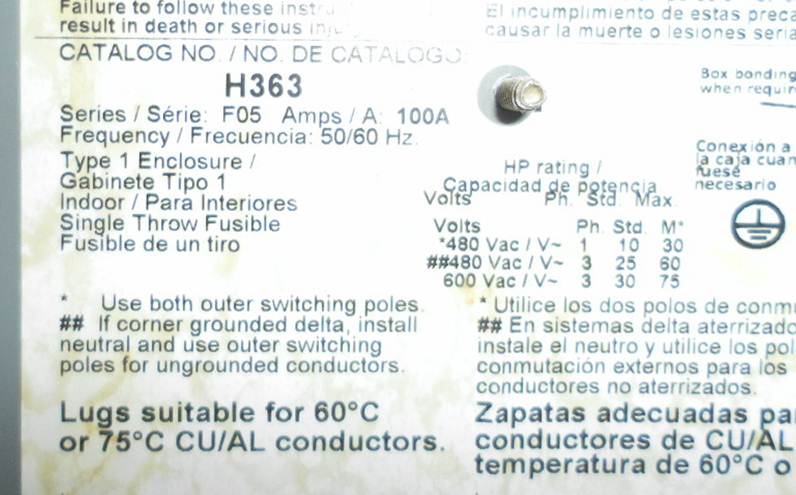 Failure to follow these instru
result in death or serious inju
El incumplimiento de estas preca
causar la muerte o lesiones seria
CATALOG NO. / NO. DE CATALOGO:
H363
Series / Série: F05 Amps / A: 100A
Frequency / Frecuencia: 50/60 Hz.
Type 1 Enclosure /
Gabinete Tipo 1
Indoor / Para Interiores
Single Throw Fusible
Fusible de un tiro
Box bonding
when requir
Conexión a
la caja cuan
fuese
necesario
HP rating /
Capacidad de potencia
Volts Ph. Std. Max.
Volts Ph. Std. M*
*480 Vac / V~ 1 10 30
##480 Vac / V~ 3 25 60
600 Vac / V~ 3 30 75
* Use both outer switching poles.
## If corner grounded delta, install
neutral and use outer switching
poles for ungrounded conductors.
* Utilice los dos polos de conmu
## En sistemas delta aterrizado
instale el neutro y utilice los pol
conmutación externos para los
conductores no aterrizados.
Lugs suitable for 60°C
or 75°C CU/AL conductors.
Zapatas adecuadas pa
conductores de CU/AL
temperatura de 60°C o